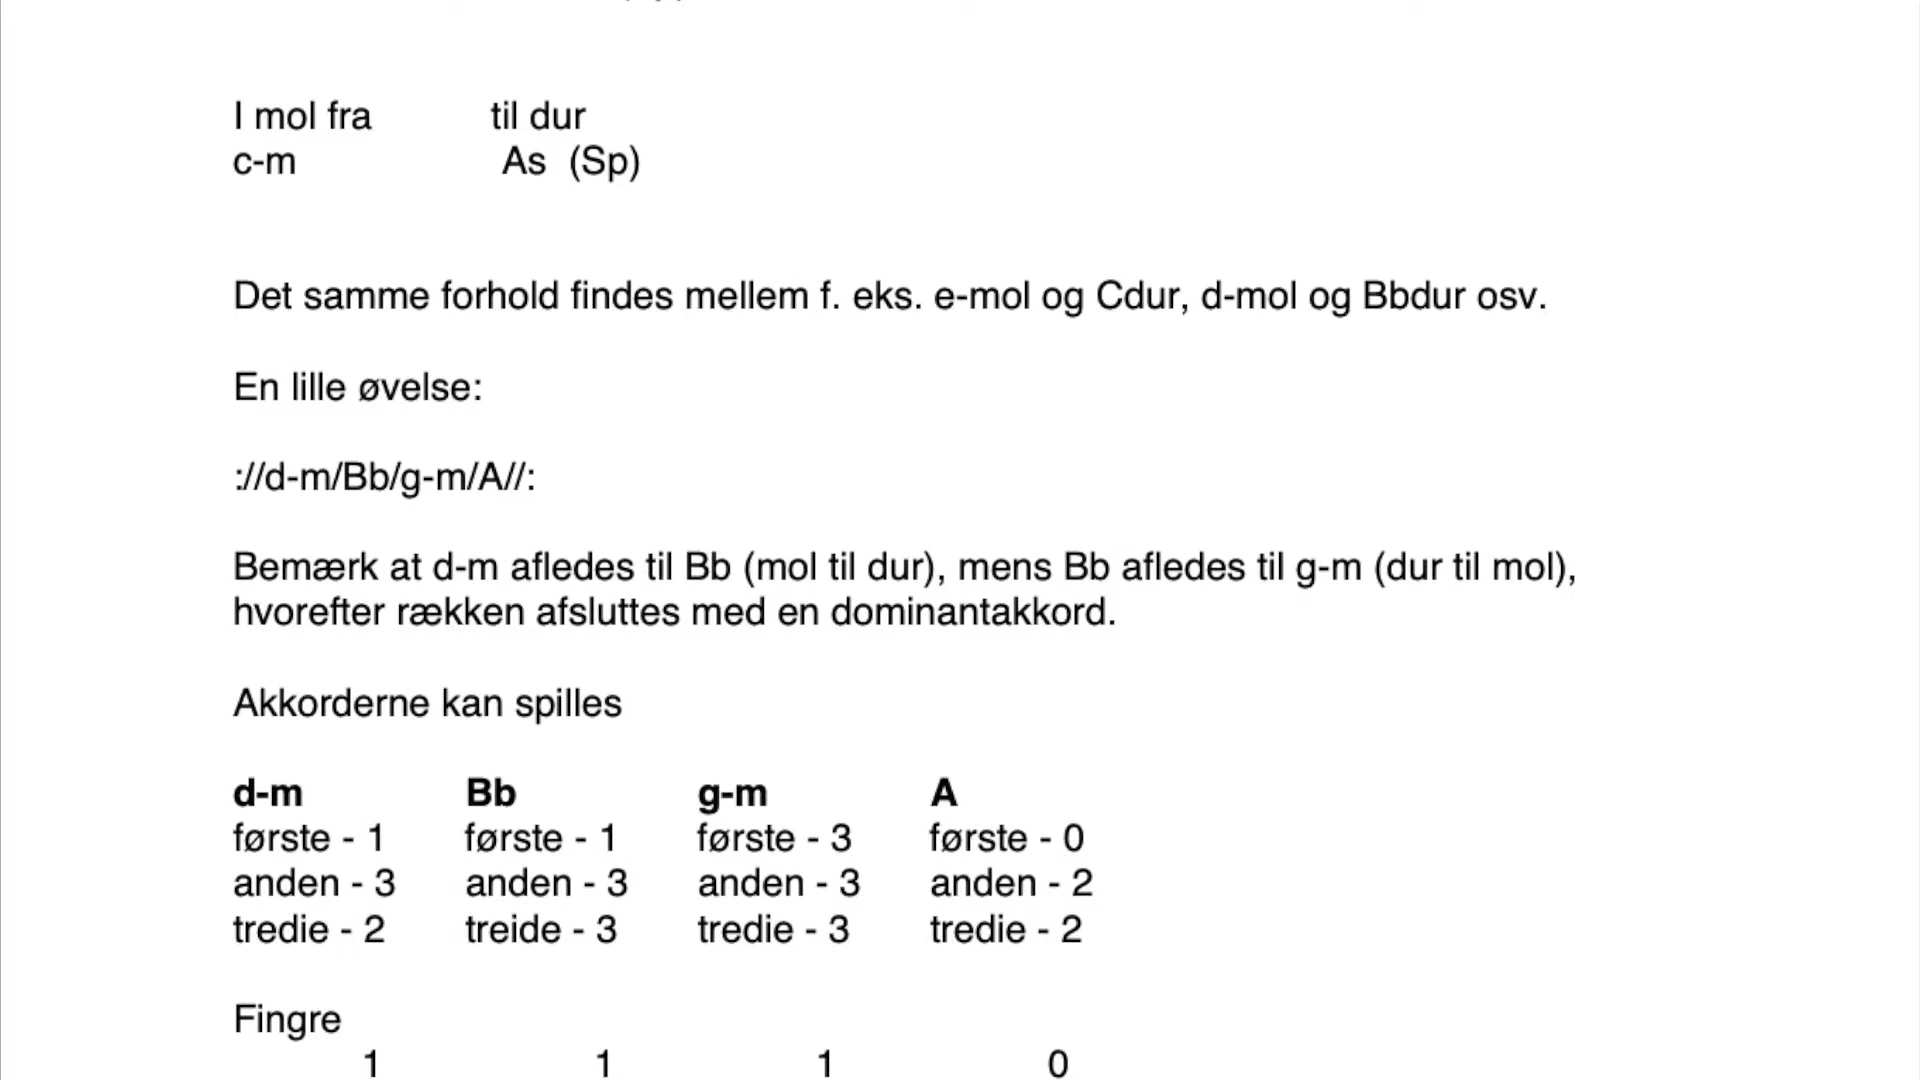 I mol fra til dur
c-m As (Sp)
Det samme forhold findes mellem f. eks. e-mol og Cdur, d-mol og Bbdur osv.
En lille øvelse:
://d-m/Bb/g-m/A//:
Bemærk at d-m afledes til Bb (mol til dur), mens Bb afledes til g-m (dur til mol),
hvorefter rækken afsluttes med en dominantakkord.
Akkorderne kan spilles
d-m Bb g-m A
første - 1 første - 1 første - 3 første - 0
anden - 3 anden - 3 anden - 3 anden - 2
tredie - 2 treide - 3 tredie - 3 tredie - 2
Fingre
1 1 1 0